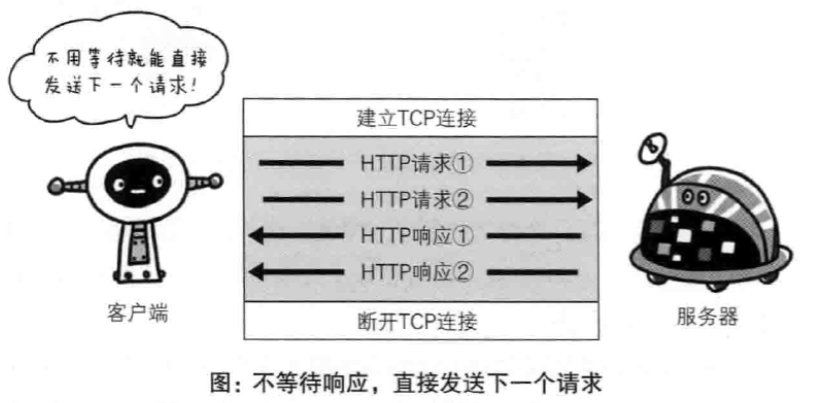 不用等待就能直接
发送下一个请求!
建立TCP连接
HTTP请求①
HTTP请求②
HTTP响应①
HTTP响应②
断开TCP连接
客户端
服务器
图：不等待响应，直接发送下一个请求